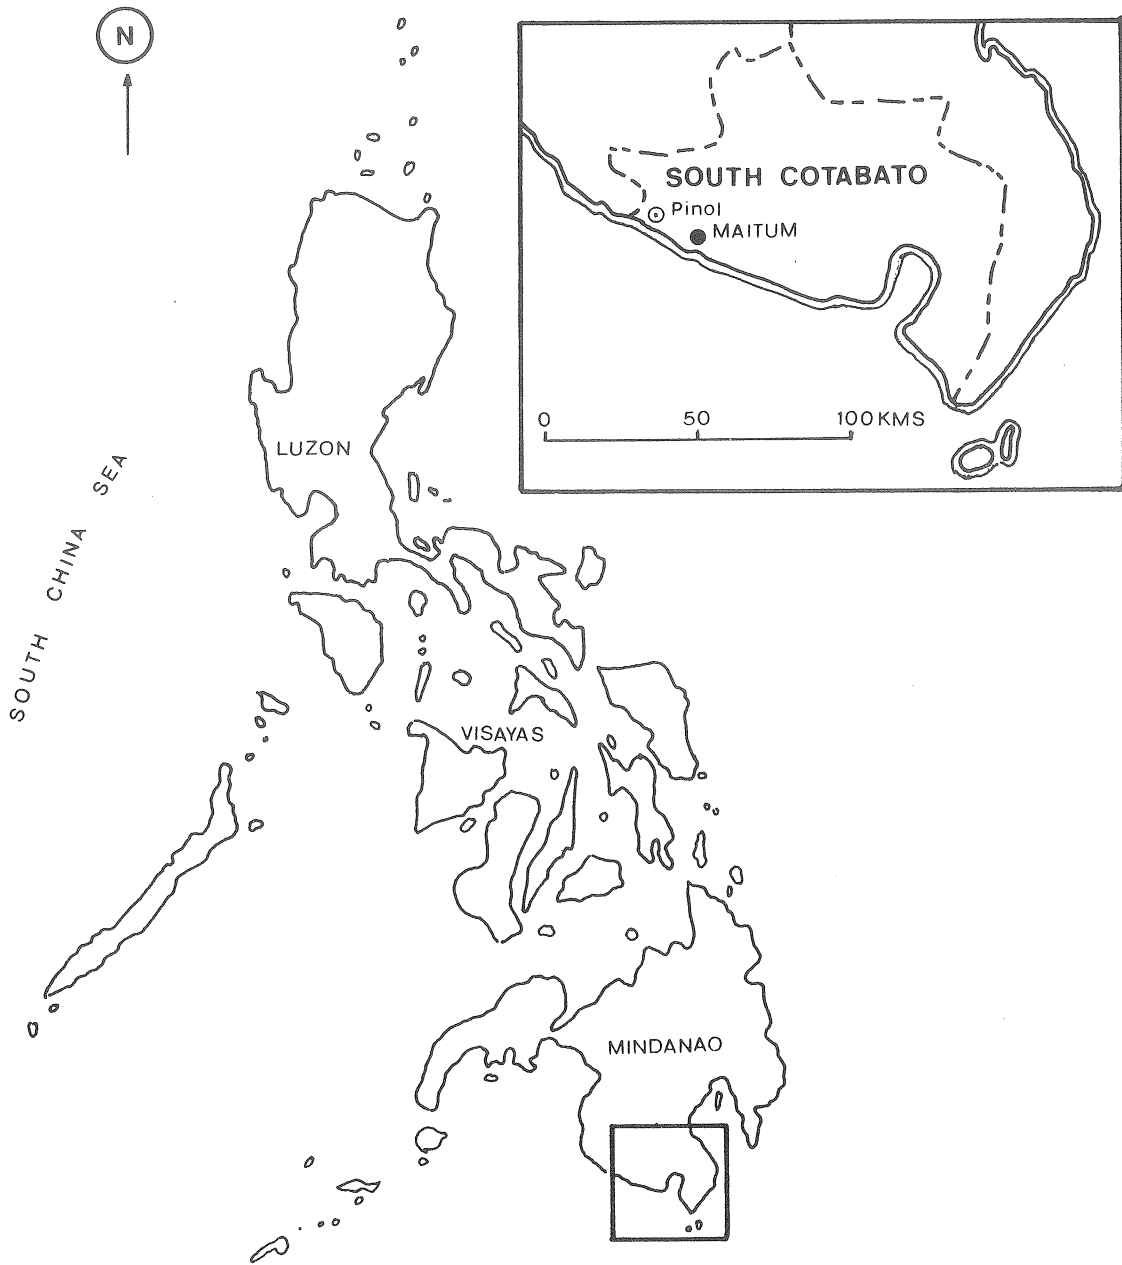 N
SOUTH COTABATO
Pinol
MAITUM
0 50 100 KMS
LUZON
SOUTH CHINA SEA
VISAYAS
MINDANAO